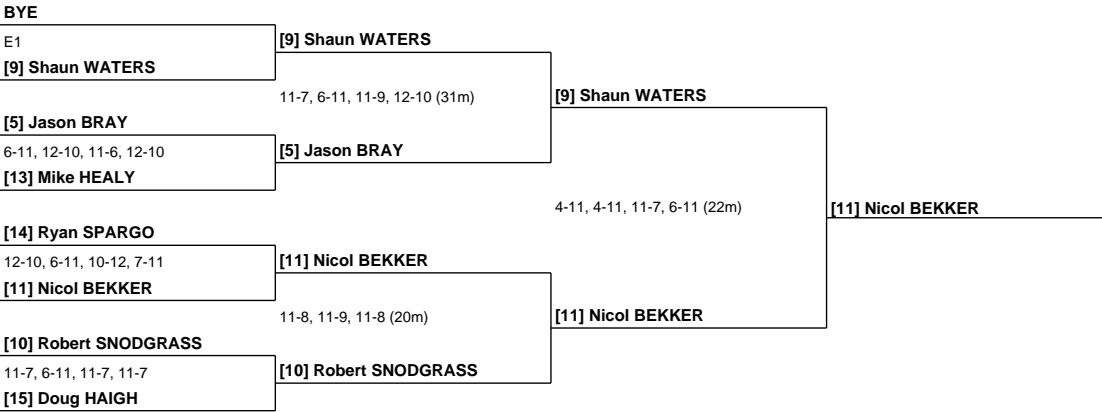 BYE
E1
[9] Shaun WATERS
[9] Shaun WATERS
11-7, 6-11, 11-9, 12-10 (31m)
[9] Shaun WATERS
[5] Jason BRAY
6-11, 12-10, 11-6, 12-10
[5] Jason BRAY
[13] Mike HEALY
4-11, 4-11, 11-7, 6-11 (22m)
[11] Nicol BEKKER
[14] Ryan SPARGO
12-10, 6-11, 10-12, 7-11
[11] Nicol BEKKER
[11] Nicol BEKKER
11-8, 11-9, 11-8 (20m)
[11] Nicol BEKKER
[10] Robert SNODGRASS
11-7, 6-11, 11-7, 11-7
[10] Robert SNODGRASS
[15] Doug HAIGH